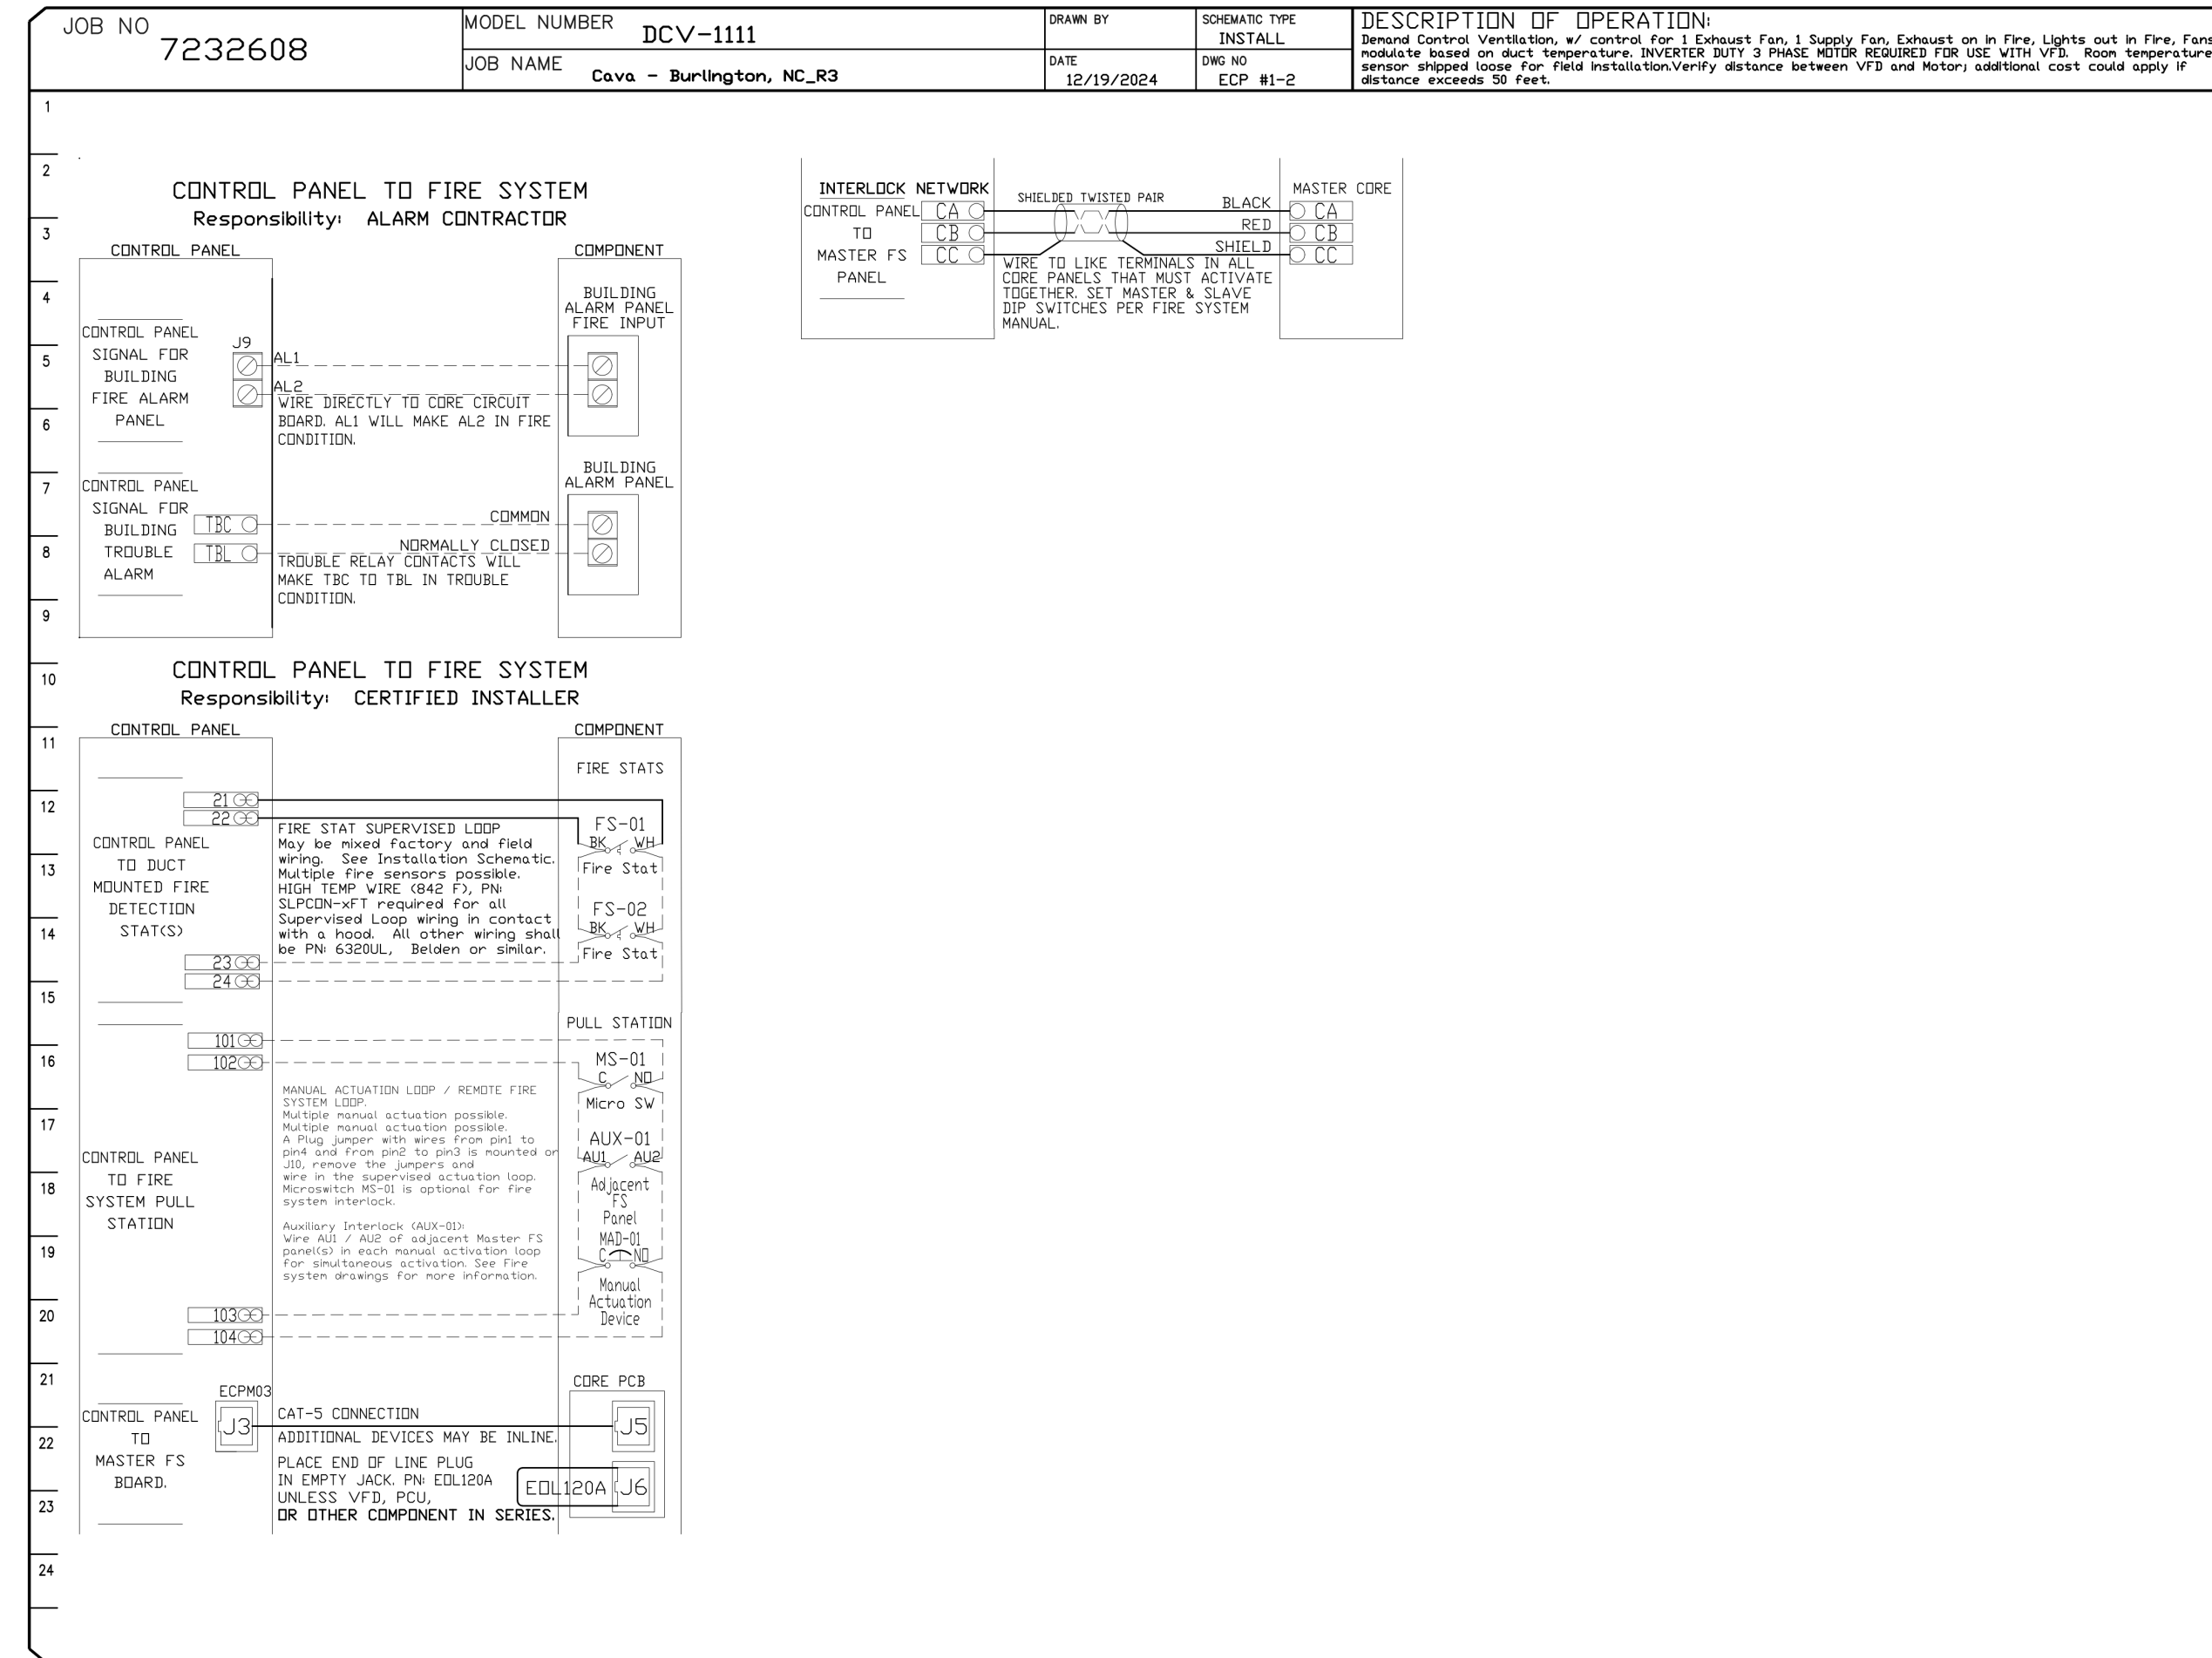 JOB NO
7232608
MODEL NUMBER DCV-1111
JOB NAME Cava - Burlington, NC_R3
DRAWN BY
DATE
12/19/2024
SCHEMATIC TYPE
INSTALL
DWG NO
ECP #1-2
DESCRIPTION OF OPERATION:
Demand Control Ventilation, w/ control for 1 Exhaust Fan, 1 Supply Fan, Exhaust on in Fire, Lights out in Fire, Fans
modulate based on duct temperature. INVERTER DUTY 3 PHASE MOTOR REQUIRED FOR USE WITH VFD. Room temperature
sensor shipped loose for field installation.Verify distance between VFD and Motor; additional cost could apply if
distance exceeds 50 feet.
1
2
3
4
5
6
7
8
9
10
11
12
13
14
15
16
17
18
19
20
21
22
23
24
CONTROL PANEL TO FIRE SYSTEM
Responsibility: ALARM CONTRACTOR
CONTROL PANEL
COMPONENT
CONTROL PANEL
SIGNAL FOR
BUILDING
FIRE ALARM
PANEL
J9
AL1
AL2
WIRE DIRECTLY TO CORE CIRCUIT
BOARD. AL1 WILL MAKE AL2 IN FIRE
CONDITION.
BUILDING
ALARM PANEL
FIRE INPUT
CONTROL PANEL
SIGNAL FOR
BUILDING
TROUBLE
ALARM
TBC
TBL
COMMON
NORMALLY CLOSED
TROUBLE RELAY CONTACTS WILL
MAKE TBC TO TBL IN TROUBLE
CONDITION.
BUILDING
ALARM PANEL
INTERLOCK NETWORK
CONTROL PANEL
TO
MASTER FS
PANEL
CA
CB
CC
SHIELDED TWISTED PAIR
BLACK
RED
SHIELD
WIRE TO LIKE TERMINALS IN ALL
CORE PANELS THAT MUST ACTIVATE
TOGETHER. SET MASTER & SLAVE
DIP SWITCHES PER FIRE SYSTEM
MANUAL.
MASTER CORE
CA
CB
CC
CONTROL PANEL TO FIRE SYSTEM
Responsibility: CERTIFIED INSTALLER
CONTROL PANEL
COMPONENT
FIRE STATS
21
22
CONTROL PANEL
TO DUCT
MOUNTED FIRE
DETECTION
STAT(S)
FIRE STAT SUPERVISED LOOP
May be mixed factory and field
wiring. See Installation Schematic.
Multiple fire sensors possible.
HIGH TEMP WIRE (842 F), PN:
SLPCON-xFT required for all
Supervised Loop wiring in contact
with a hood. All other wiring shall
be PN: 6320UL, Belden or similar.
FS-01
BK WH
Fire Stat
FS-02
BK WH
Fire Stat
23
24
PULL STATION
101
102
MS-01
C NO
Micro SW
MANUAL ACTUATION LOOP / REMOTE FIRE
SYSTEM LOOP.
Multiple manual actuation possible.
Multiple manual actuation possible.
A Plug jumper with wires from pin1 to
pin4 and from pin2 to pin3 is mounted on
J10, remove the jumpers and
wire in the supervised actuation loop.
Microswitch MS-01 is optional for fire
system interlock.
Auxiliary Interlock (AUX-01):
Wire AU1 / AU2 of adjacent Master FS
panel(s) in each manual activation loop
for simultaneous activation. See Fire
system drawings for more information.
CONTROL PANEL
TO FIRE
SYSTEM PULL
STATION
AUX-01
AU1 AU2
Adjacent
FS
Panel
MAD-01
C NO
Manual
Actuation
Device
103
104
ECPM03
J3
CONTROL PANEL
TO
MASTER FS
BOARD.
CAT-5 CONNECTION
ADDITIONAL DEVICES MAY BE INLINE.
PLACE END OF LINE PLUG
IN EMPTY JACK. PN: EOL120A
UNLESS VFD, PCU,
OR OTHER COMPONENT IN SERIES.
CORE PCB
J5
EOL120A J6